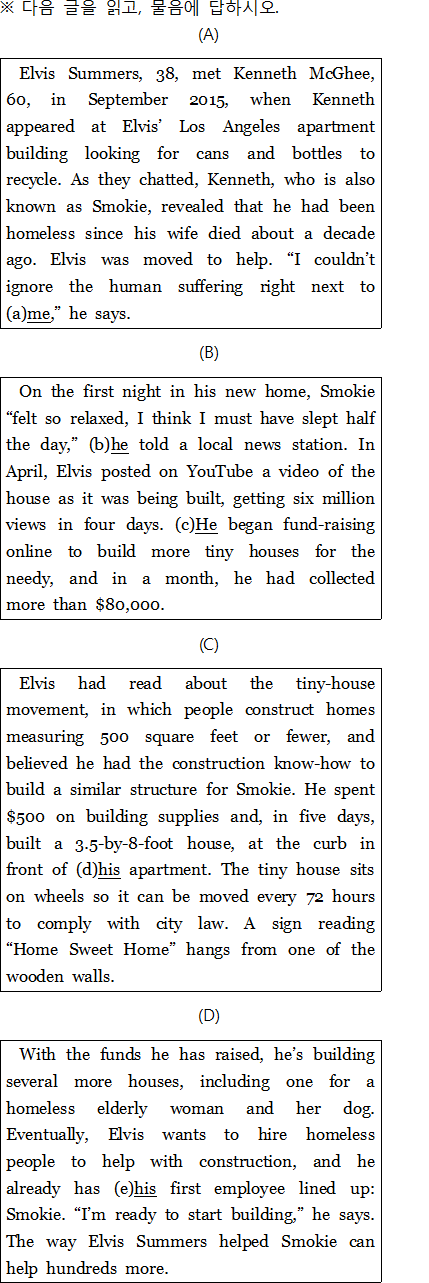 ※ 다음 글을 읽고, 물음에 답하시오.
(A)
Elvis Summers, 38, met Kenneth McGhee,
60, in September 2015, when Kenneth
appeared at Elvis’ Los Angeles apartment
building looking for cans and bottles to
recycle. As they chatted, Kenneth, who is also
known as Smokie, revealed that he had been
homeless since his wife died about a decade
ago. Elvis was moved to help. “I couldn’t
ignore the human suffering right next to
(a)me,” he says.
(B)
On the first night in his new home, Smokie
“felt so relaxed, I think I must have slept half
the day,” (b)he told a local news station. In
April, Elvis posted on YouTube a video of the
house as it was being built, getting six million
views in four days. (c)He began fund-raising
online to build more tiny houses for the
needy, and in a month, he had collected
more than $80,000.
(C)
Elvis had read about the tiny-house
movement, in which people construct homes
measuring 500 square feet or fewer, and
believed he had the construction know-how to
build a similar structure for Smokie. He spent
$500 on building supplies and, in five days,
built a 3.5-by-8-foot house, at the curb in
front of (d)his apartment. The tiny house sits
on wheels so it can be moved every 72 hours
to comply with city law. A sign reading
“Home Sweet Home” hangs from one of the
wooden walls.
(D)
With the funds he has raised, he’s building
several more houses, including one for a
homeless elderly woman and her dog.
Eventually, Elvis wants to hire homeless
people to help with construction, and he
already has (e)his first employee lined up:
Smokie. “I’m ready to start building,” he says.
The way Elvis Summers helped Smokie can
help hundreds more.